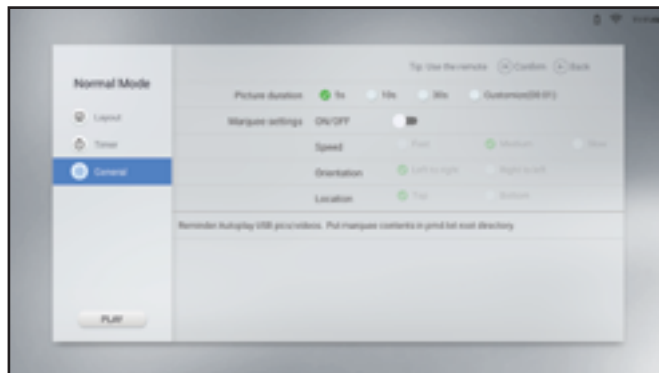 Tip: Use the remote Confirm Back
Normal Mode
Picture duration 5s 10s 30s Customize(00:01)
Layout
Marquee settings ON/OFF
Timer
Speed Fast Medium Slow
General
Orientation Left to right Right to left
Location Top Bottom
Reminder: Autoplay USB pics/videos. Put marquee contents in root directory.
PLAY